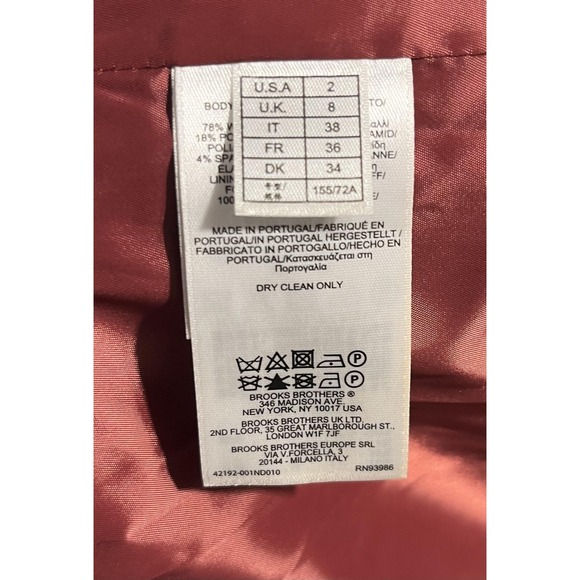 U.S.A 2
U.K. 8
IT 38
FR 36
DK 34
号型/规格 155/72A
BODY
78% W
18% PO
POLI
4% SPA
EL
LININ
100
MADE IN PORTUGAL/FABRIQUÉ EN
PORTUGAL/IN PORTUGAL HERGESTELLT/
FABBRICATO IN PORTOGALLO/HECHO EN
PORTUGAL/Κατασκευάζεται στη
Πορτογαλία
DRY CLEAN ONLY
BROOKS BROTHERS ®
346 MADISON AVE.
NEW YORK, NY 10017 USA
BROOKS BROTHERS UK LTD.
2ND FLOOR, 35 GREAT MARLBOROUGH ST.,
LONDON W1F 7JF
BROOKS BROTHERS EUROPE SRL
VIA V.FORCELLA, 3
20144 - MILANO ITALY
42192-001ND010 RN93986